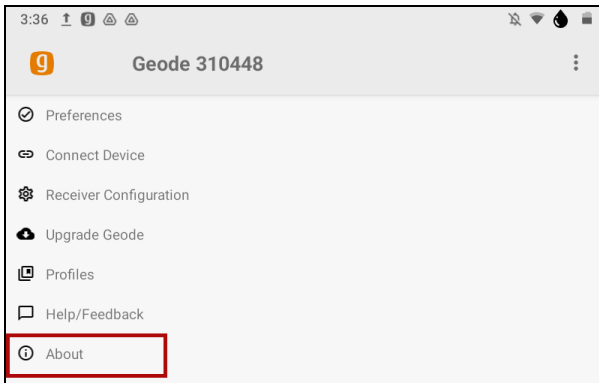 3:36
g Geode 310448
Preferences
Connect Device
Receiver Configuration
Upgrade Geode
Profiles
Help/Feedback
About